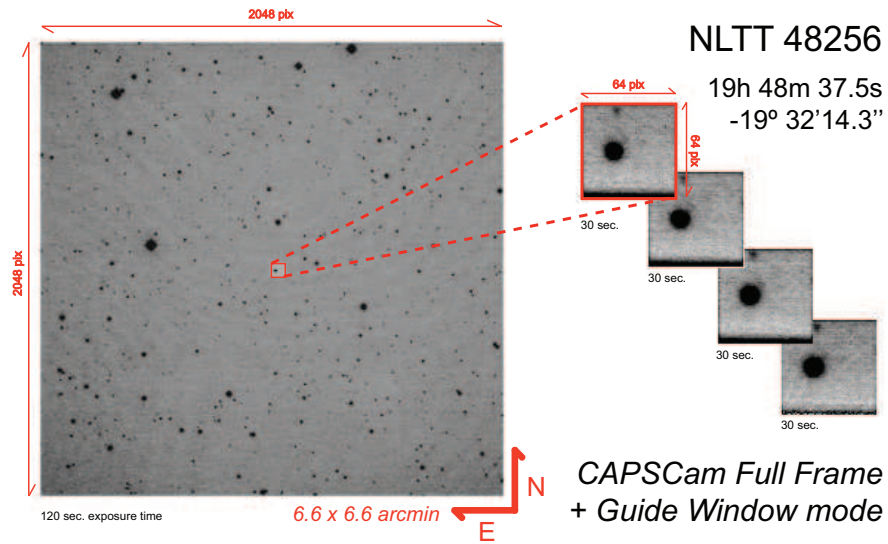 2048 pix
2048 pix
NLTT 48256
19h 48m 37.5s
-19º 32'14.3''
64 pix
64 pix
30 sec.
30 sec.
30 sec.
30 sec.
N
E
120 sec. exposure time
6.6 x 6.6 arcmin
CAPSCam Full Frame
+ Guide Window mode